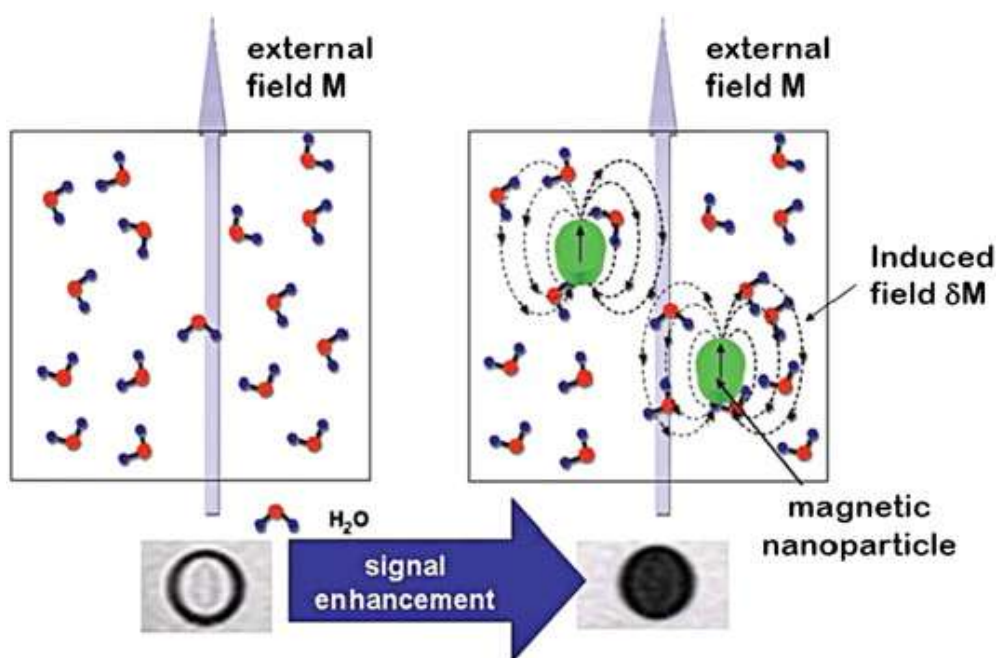 external
field M
external
field M
Induced
field δM
H₂O
magnetic
nanoparticle
signal
enhancement